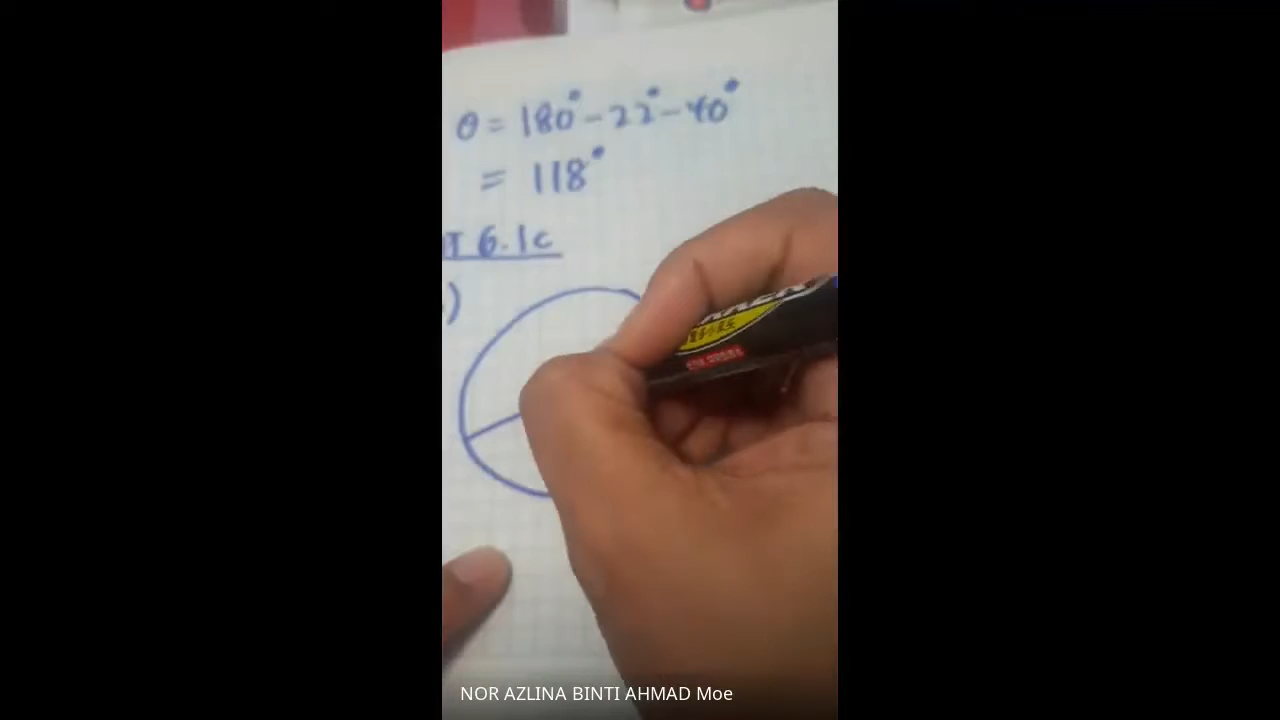 θ = 180° - 22° - 40°
= 118°
6.1c
)
NOR AZLINA BINTI AHMAD Moe